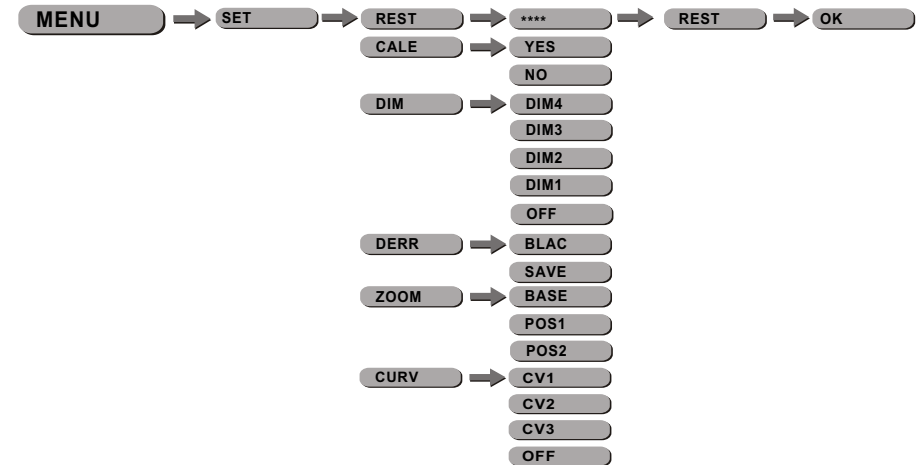 MENU SET REST **** REST OK
CALE YES
NO
DIM DIM4
DIM3
DIM2
DIM1
OFF
DERR BLAC
SAVE
ZOOM BASE
POS1
POS2
CURV CV1
CV2
CV3
OFF